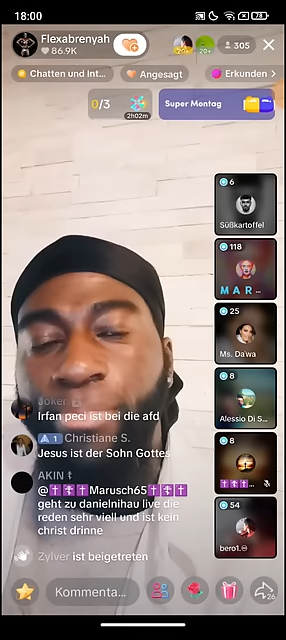 18:00
78
Flexabrenyah
86.9K
20+
20+
305
Chatten und Int...
Angesagt
Erkunden >
0/3
2h02m
Super Montag
6
Süßkartoffel
118
M A R ...
25
Ms. Dawa
8
Alessio Di S...
8
✝️✝️✝️...
54
bero1.♾
Joker
Irfan peci ist bei die afd
1 Christiane S.
Jesus ist der Sohn Gottes
AKIN ☦
@✝️✝️✝️Marusch65✝️✝️✝️
geht zu danielnihau live die
reden sehr viell und ist kein
christ drinne
Zylver ist beigetreten
Kommenta...
26